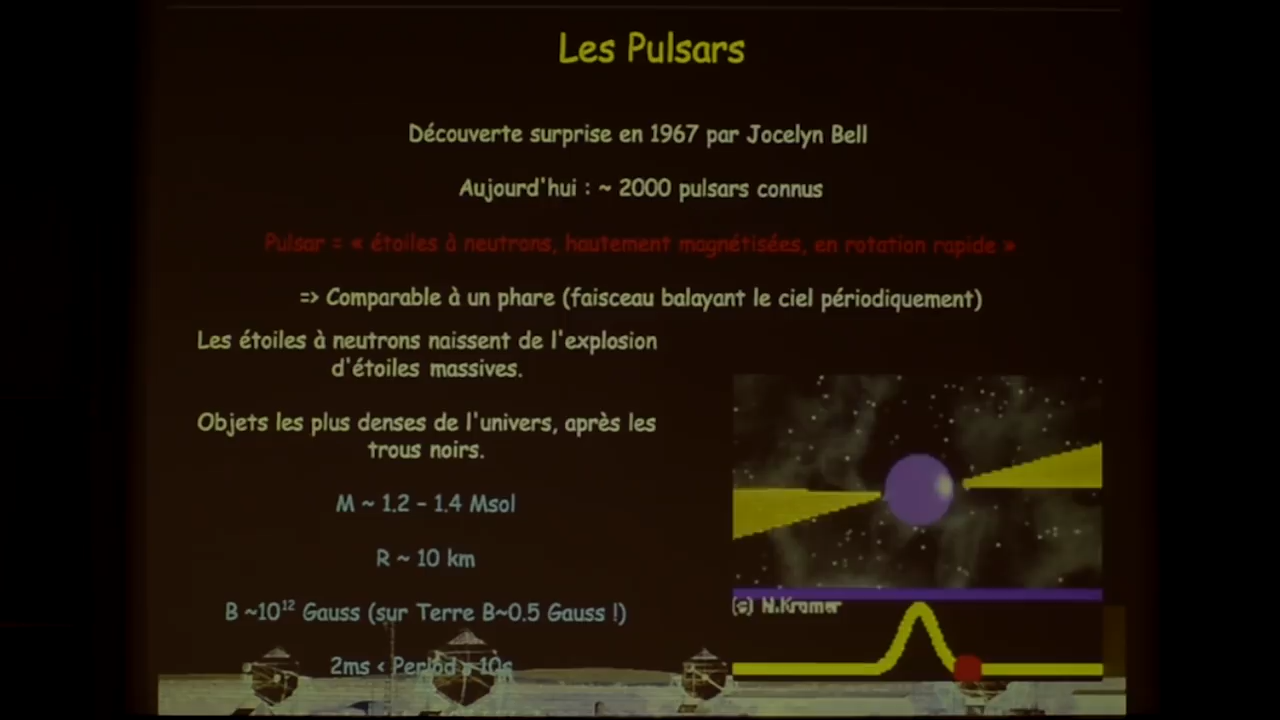 Les Pulsars
Découverte surprise en 1967 par Jocelyn Bell
Aujourd'hui : ~ 2000 pulsars connus
Pulsar = « étoiles à neutrons, hautement magnétisées, en rotation rapide »
=> Comparable à un phare (faisceau balayant le ciel périodiquement)
Les étoiles à neutrons naissent de l'explosion
d'étoiles massives.
Objets les plus denses de l'univers, après les
trous noirs.
M ~ 1.2 – 1.4 Msol
R ~ 10 km
B ~10¹² Gauss (sur Terre B~0.5 Gauss !)
2ms < Period < 10s
(c) N.Kramer